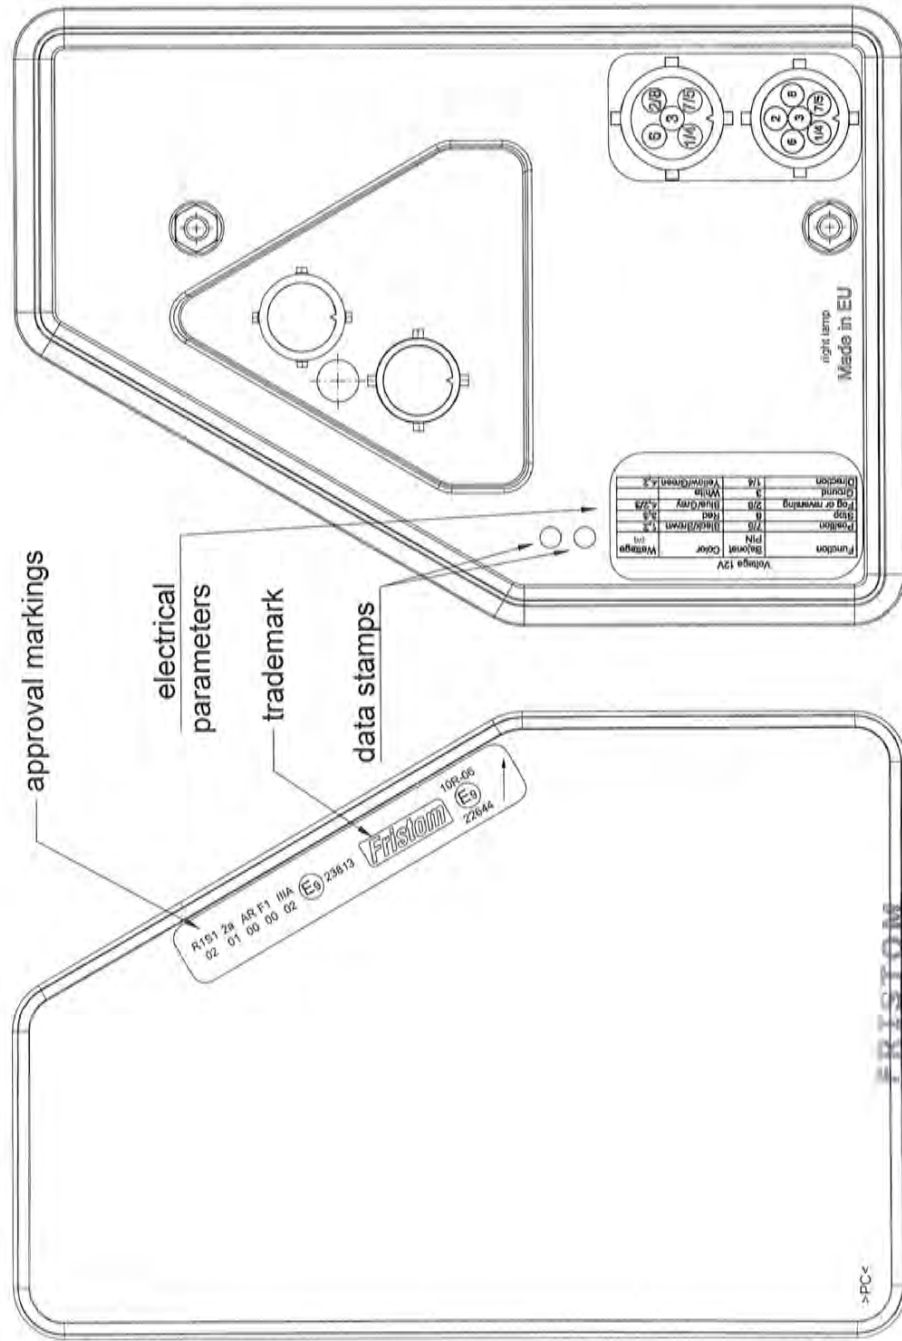 approval markings
electrical
parameters
trademark
data stamps
R1S1 2a AR F1 IIIA
02 01 00 00 02
E9 23813
Fristom
10R-06
E9
22644
>PC<
FRISTOM
6 2/8
3
1/4 7/5
2 8
6 3
1/4 7/5
right lamp
Made in EU
Voltage 12V
Function Bajonet PIN Color Wattage
Position 7/5 Black/Brown
Stop 6 Red
Fog or reversing 2/8 Blue/Grey
Ground 3 White
Direction 1/4 Yellow/Green 4,2